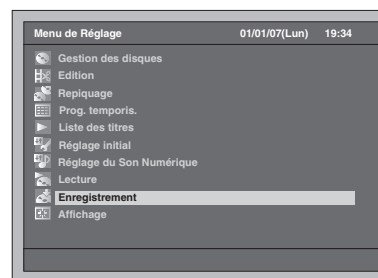 Menu de Réglage 01/01/07(Lun) 19:34
Gestion des disques
Edition
Repiquage
Prog. temporis.
Liste des titres
Réglage initial
Réglage du Son Numérique
Lecture
Enregistrement
Affichage